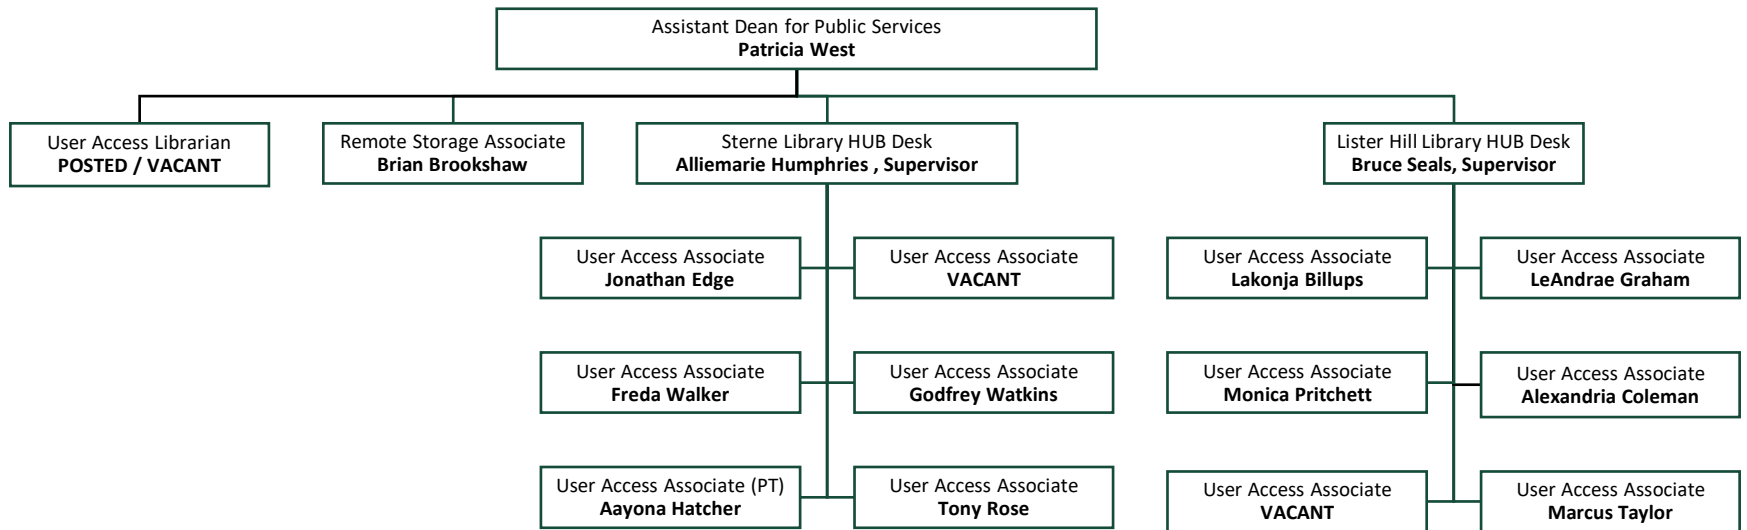 Assistant Dean for Public Services
Patricia West
User Access Librarian
POSTED / VACANT
Remote Storage Associate
Brian Brookshaw
Sterne Library HUB Desk
Alliemarie Humphries , Supervisor
Lister Hill Library HUB Desk
Bruce Seals, Supervisor
User Access Associate
Jonathan Edge
User Access Associate
VACANT
User Access Associate
Lakonja Billups
User Access Associate
LeAndrae Graham
User Access Associate
Freda Walker
User Access Associate
Godfrey Watkins
User Access Associate
Monica Pritchett
User Access Associate
Alexandria Coleman
User Access Associate (PT)
Aayona Hatcher
User Access Associate
Tony Rose
User Access Associate
VACANT
User Access Associate
Marcus Taylor